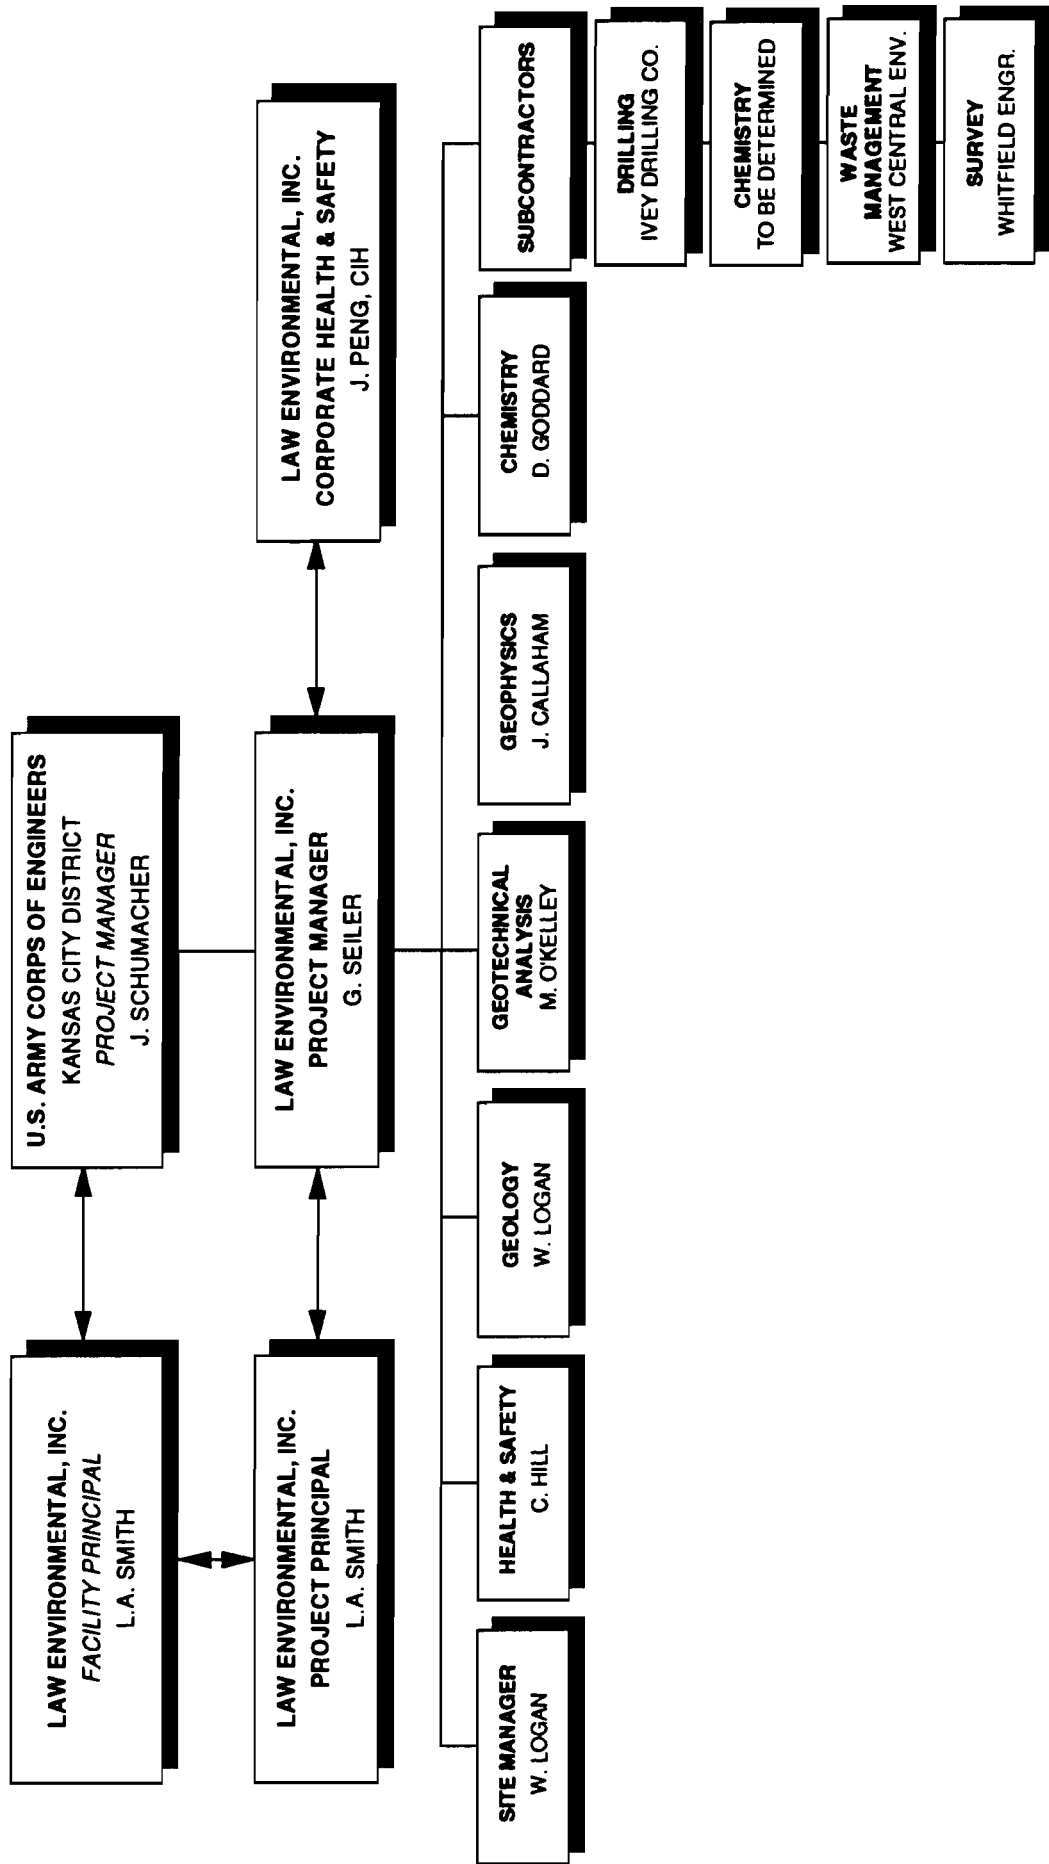 LAW ENVIRONMENTAL, INC.
FACILITY PRINCIPAL
L.A. SMITH
U.S. ARMY CORPS OF ENGINEERS
KANSAS CITY DISTRICT
PROJECT MANAGER
J. SCHUMACHER
LAW ENVIRONMENTAL, INC.
PROJECT PRINCIPAL
L.A. SMITH
LAW ENVIRONMENTAL, INC.
PROJECT MANAGER
G. SEILER
LAW ENVIRONMENTAL, INC.
CORPORATE HEALTH & SAFETY
J. PENG, CIH
SITE MANAGER
W. LOGAN
HEALTH & SAFETY
C. HILL
GEOLOGY
W. LOGAN
GEOTECHNICAL
ANALYSIS
M. O'KELLEY
GEOPHYSICS
J. CALLAHAM
CHEMISTRY
D. GODDARD
SUBCONTRACTORS
DRILLING
IVEY DRILLING CO.
CHEMISTRY
TO BE DETERMINED
WASTE
MANAGEMENT
WEST CENTRAL ENV.
SURVEY
WHITFIELD ENGR.